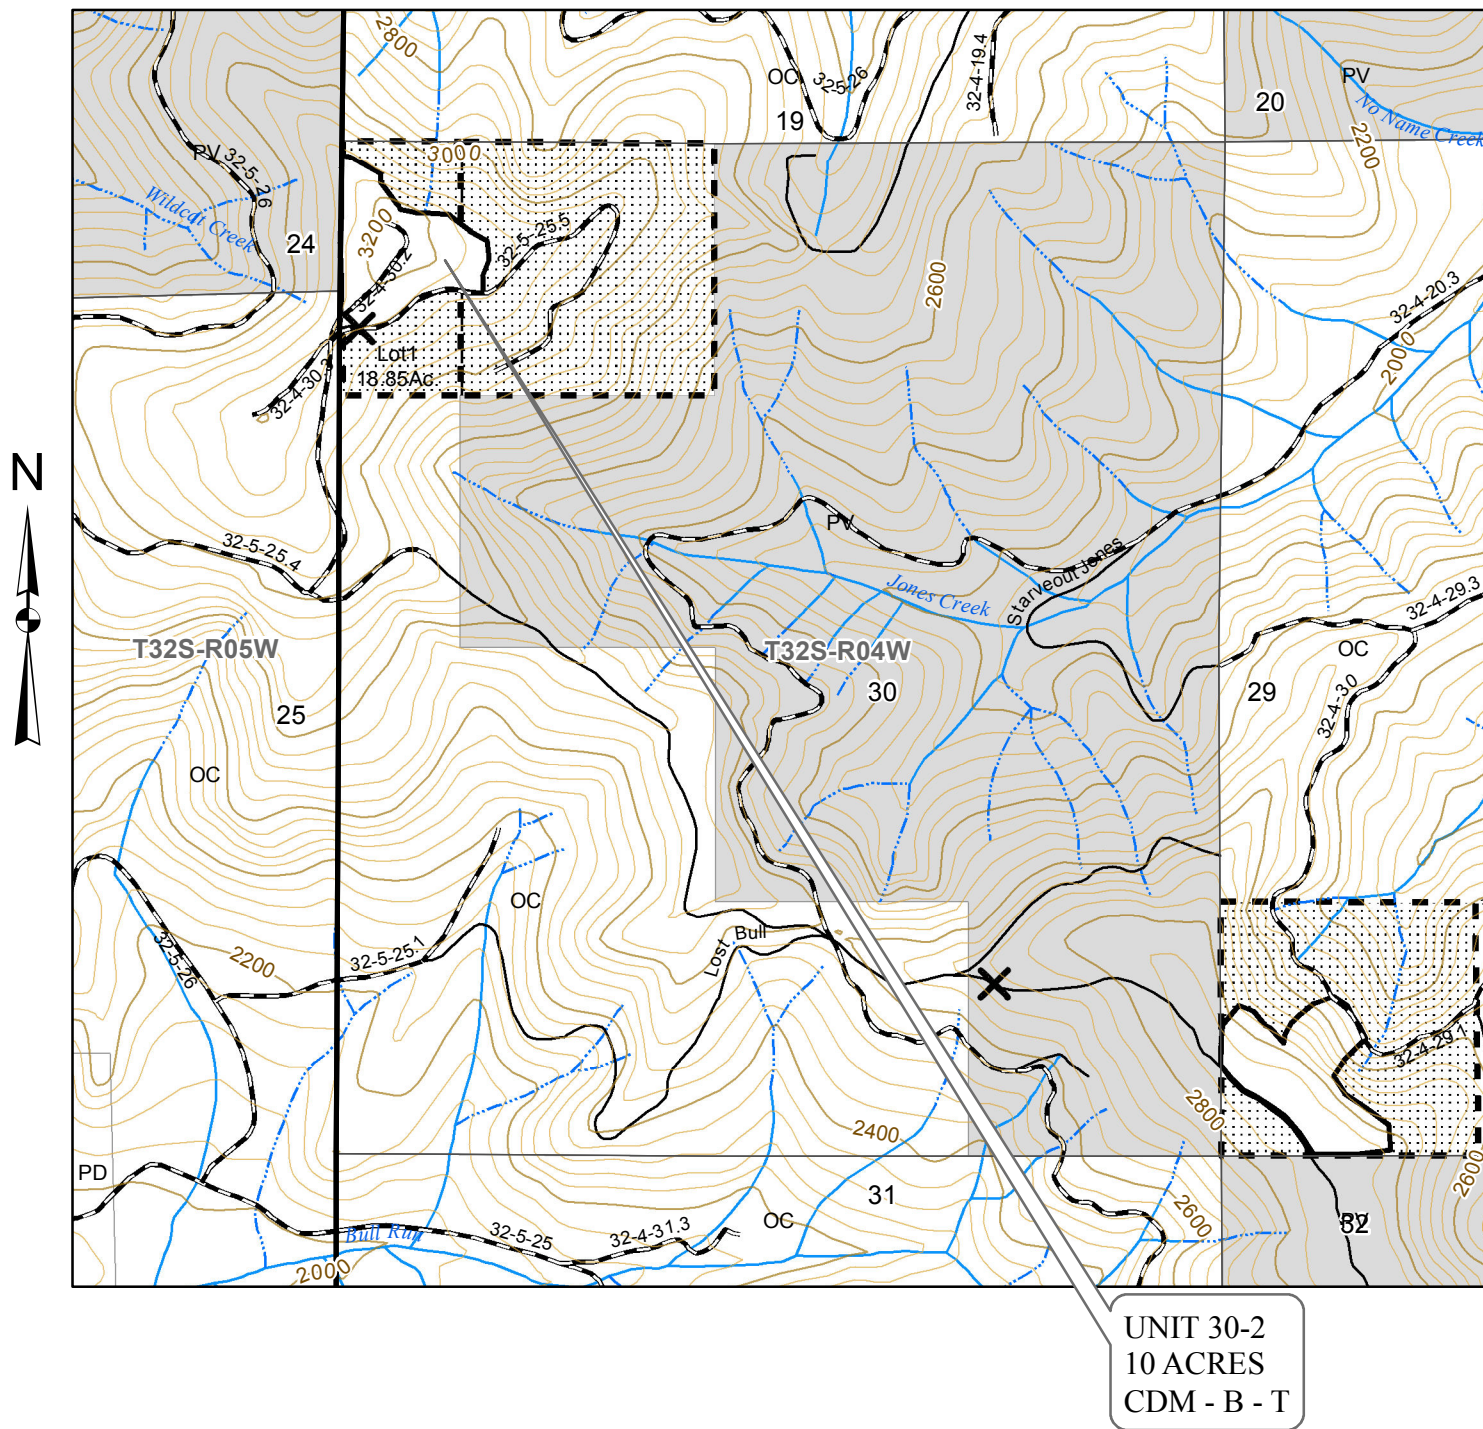 2800
OC
32-5-26
19
32-4-19.4
20
PV
No Name Creek
2200
PV
32-5-26
Wildcat Creek
24
3000
3200
32-4-30.2
32-5-25.5
2600
32-4-20.3
2000
Lot1
18.85Ac.
32-4-30.3
N
32-5-25.4
PV
Jones Creek
Starveout Jones
32-4-29.3
T32S-R05W
T32S-R04W
OC
25
30
29
32-4-30
OC
OC
2200
32-5-26
32-5-25.1
Lost Bull
32-4-29.1
2800
2400
PD
31
OC
2600
2600
PV
32
Bull Run
32-5-25
32-4-31.3
2000
UNIT 30-2
10 ACRES
CDM - B - T